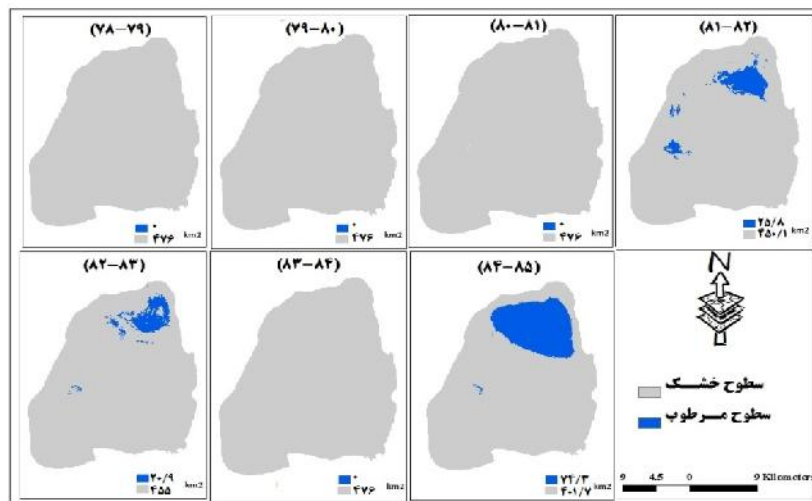 (۷۸-۷۹)
۰
۴۷۶
km2
(۷۹-۸۰)
۰
۴۷۶
km2
(۸۰-۸۱)
۰
۴۷۶
km2
(۸۱-۸۲)
۲۵/۸
۴۵۰/۱
km2
(۸۲-۸۳)
۲۰/۹
۴۵۵
km2
(۸۳-۸۴)
۰
۴۷۶
km2
(۸۴-۸۵)
۷۴/۳
۴۰۱/۷
km2
N
سطوح خشک
سطوح مرطوب
9 4.5 0 9 Kilometers